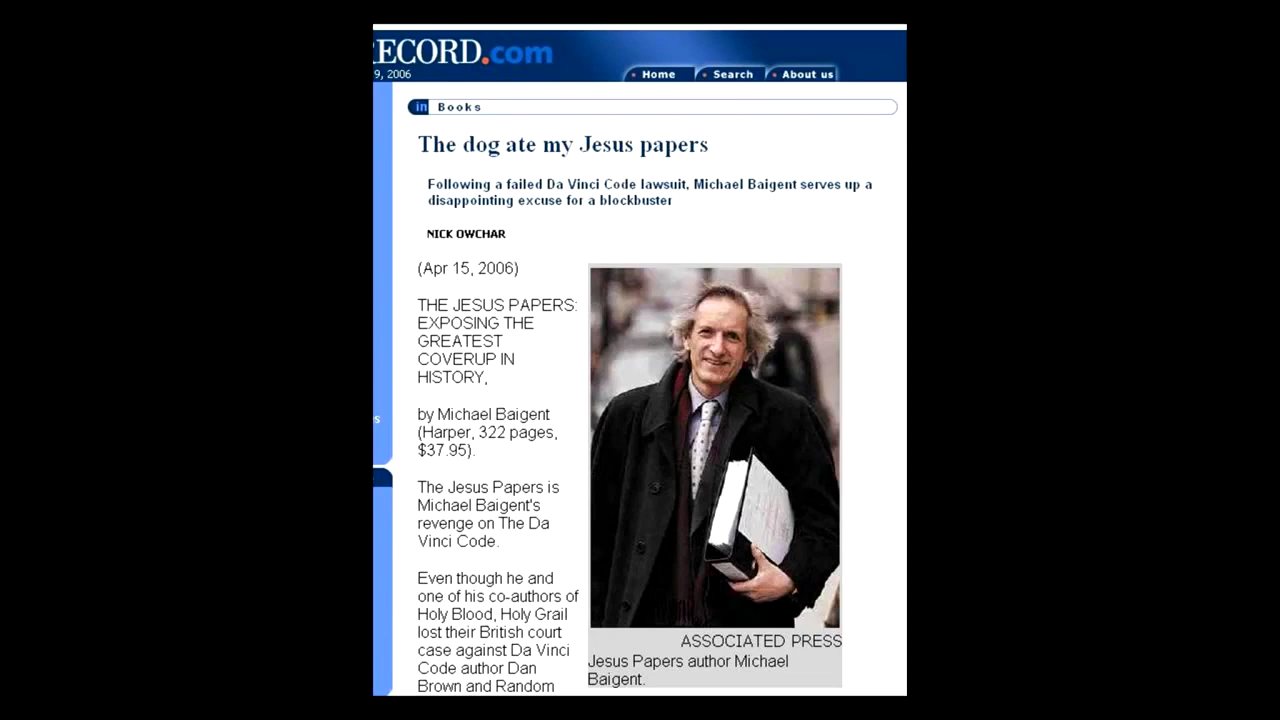 RECORD.com
9, 2006
Home
Search
About us
in Books
The dog ate my Jesus papers
Following a failed Da Vinci Code lawsuit, Michael Baigent serves up a
disappointing excuse for a blockbuster
NICK OWCHAR
(Apr 15, 2006)
THE JESUS PAPERS:
EXPOSING THE
GREATEST
COVERUP IN
HISTORY,
by Michael Baigent
(Harper, 322 pages,
$37.95).
The Jesus Papers is
Michael Baigent's
revenge on The Da
Vinci Code.
Even though he and
one of his co-authors of
Holy Blood, Holy Grail
lost their British court
case against Da Vinci
Code author Dan
Brown and Random
ASSOCIATED PRESS
Jesus Papers author Michael
Baigent.